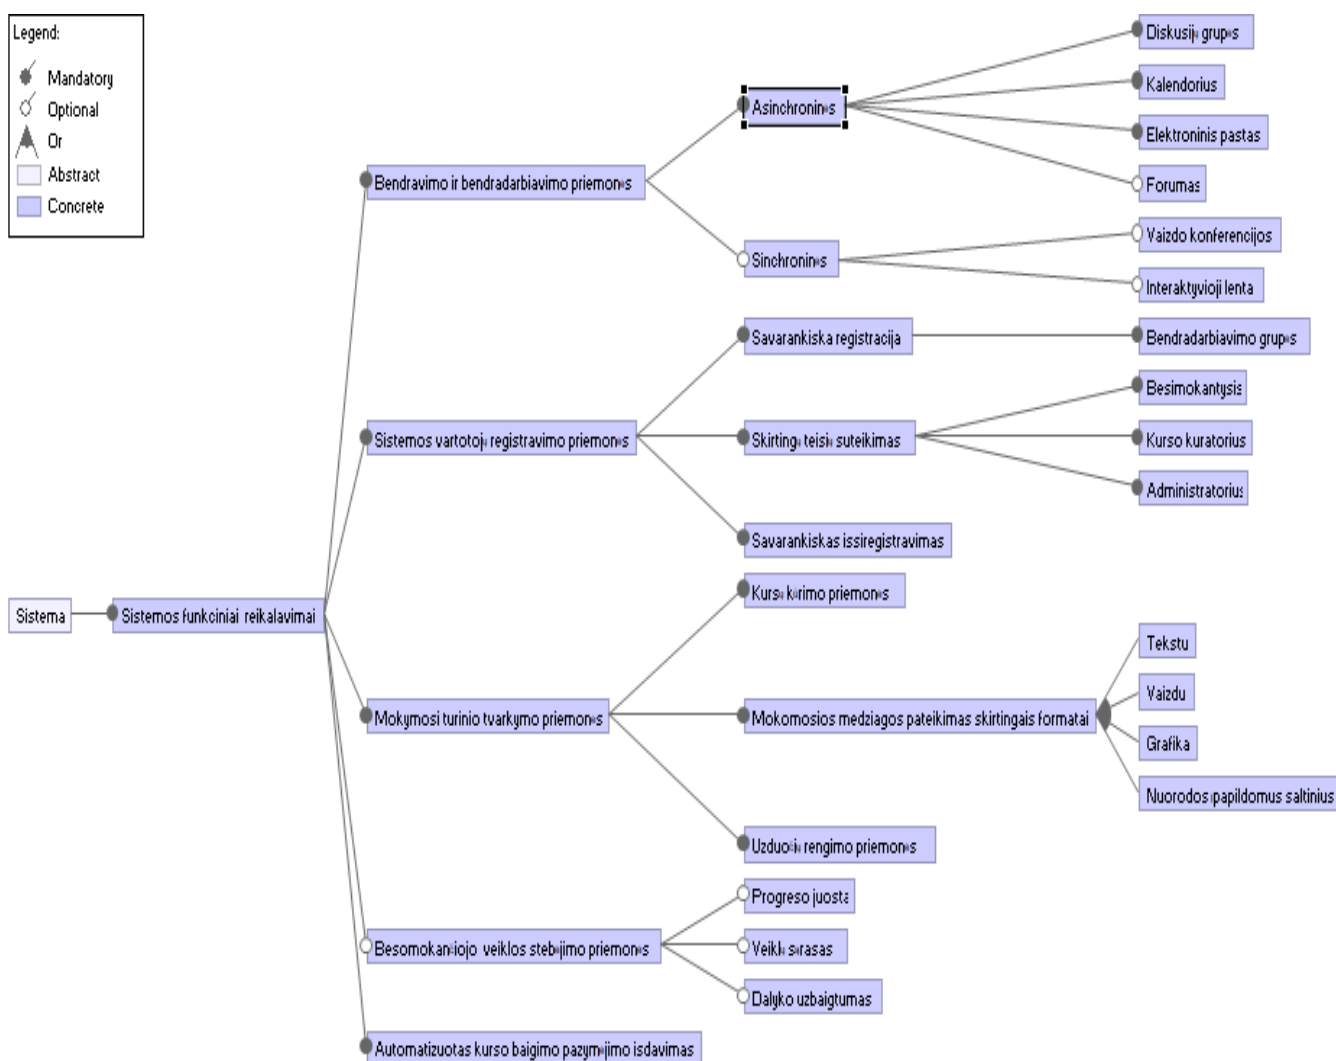 Legend:
Mandatory
Optional
Or
Abstract
Concrete
Sistema
Sistemos funkciniai reikalavimai
Bendravimo ir bendradarbiavimo priemonės
Asinchroninės
Diskusijų grupės
Kalendorius
Elektroninis pastas
Forumas
Sinchroninės
Vaizdo konferencijos
Interaktyvioji lenta
Sistemos vartotojų registravimo priemonės
Savarankiska registracija
Bendradarbiavimo grupės
Skirtingų teisių suteikimas
Besimokantysis
Kurso kuratorius
Administratorius
Savarankiskas issiregistravimas
Mokymosi turinio tvarkymo priemonės
Kursų kūrimo priemonės
Mokomosios medziagos pateikimas skirtingais formatai
Tekstu
Vaizdu
Grafika
Nuorodos į papildomus saltinius
Uzduočių rengimo priemonės
Besomokančiojo veiklos stebėjimo priemonės
Progreso juosta
Veiklų sąrasas
Dalyko uzbaigtumas
Automatizuotas kurso baigimo pazymėjimo isdavimas